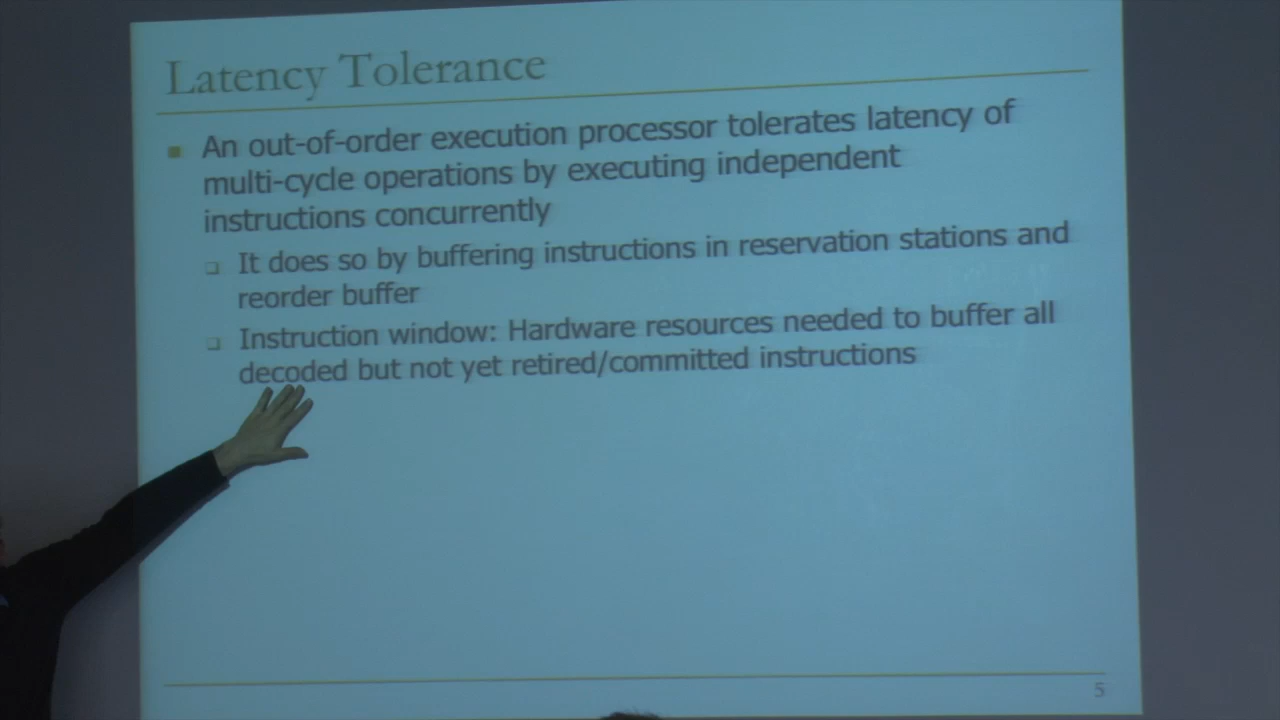 Latency Tolerance
An out-of-order execution processor tolerates latency of
multi-cycle operations by executing independent
instructions concurrently
It does so by buffering instructions in reservation stations and
reorder buffer
Instruction window: Hardware resources needed to buffer all
decoded but not yet retired/committed instructions
5